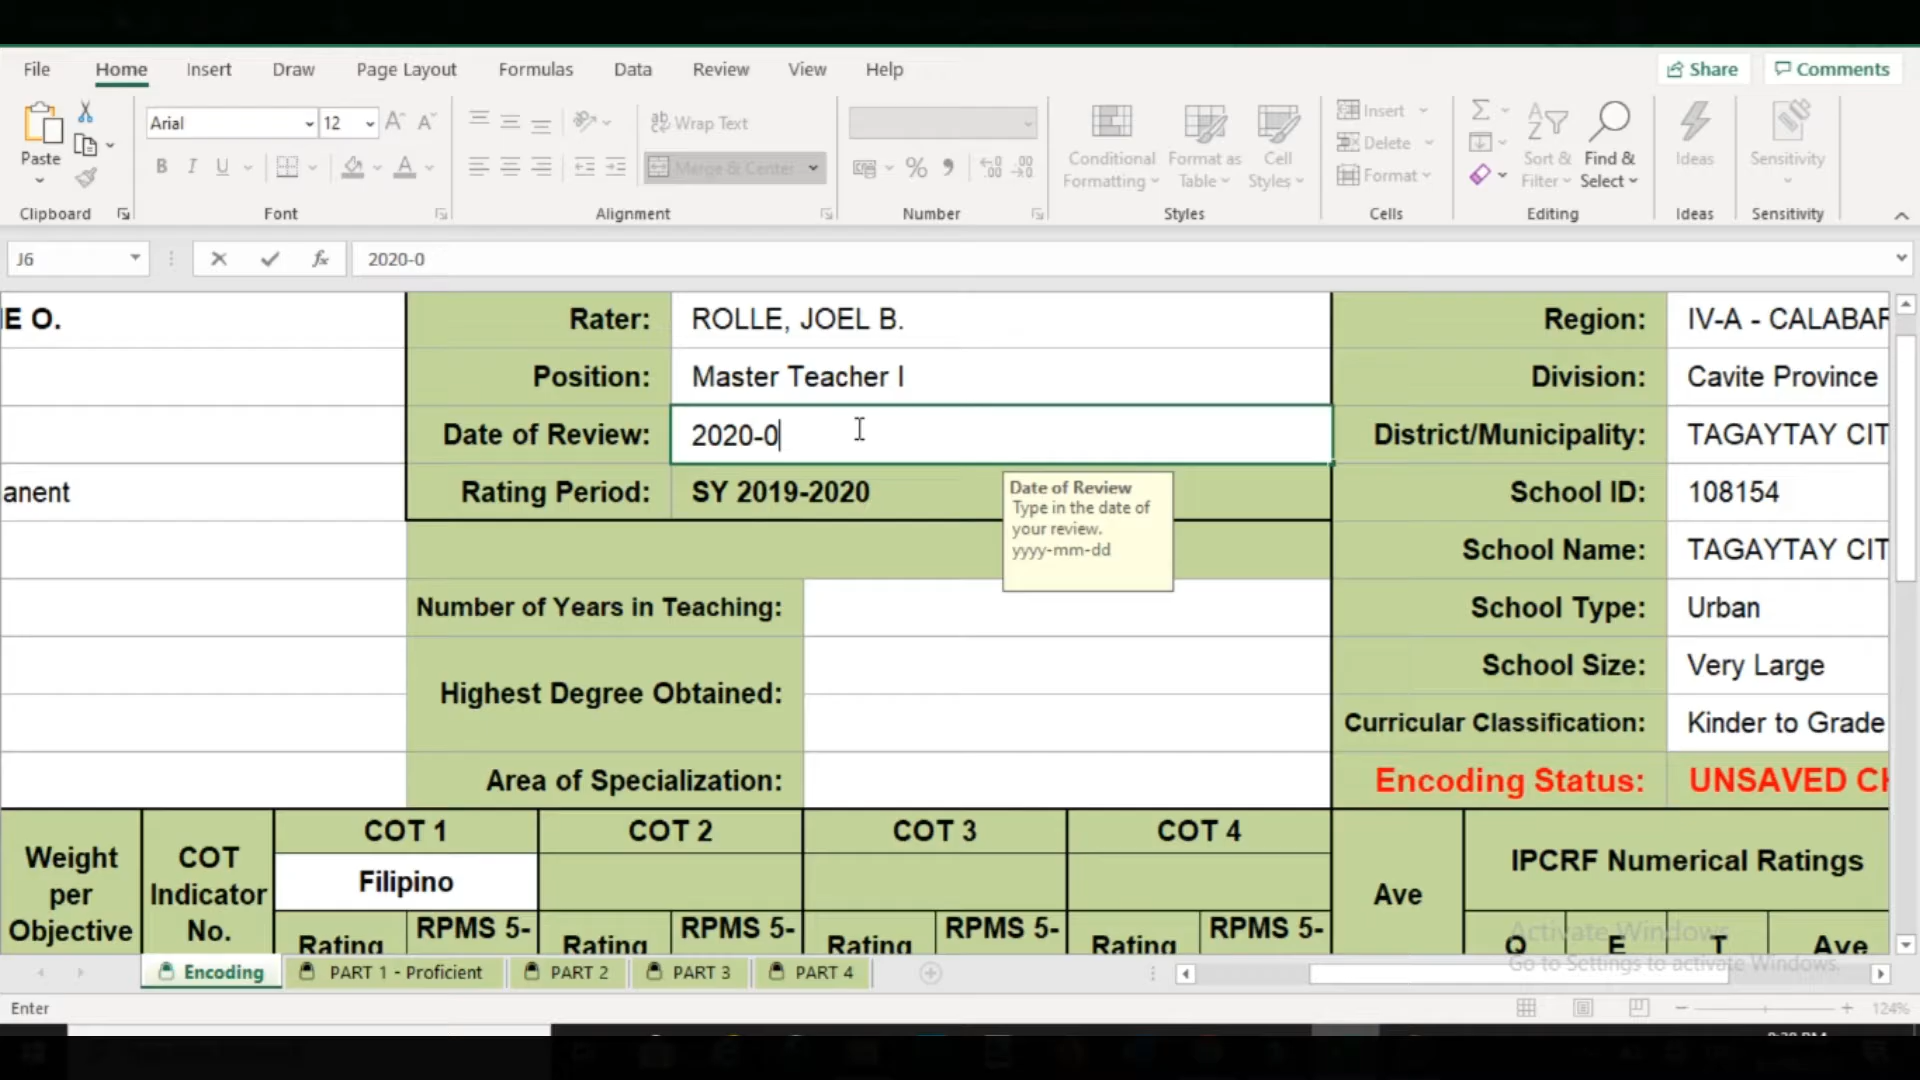 File Home Insert Draw Page Layout Formulas Data Review View Help Share Comments
Paste
Arial 12
Wrap Text
Merge & Center
Conditional Formatting
Format as Table
Cell Styles
Insert
Delete
Format
Sort & Filter
Find & Select
Ideas
Sensitivity
Clipboard Font Alignment Number Styles Cells Editing Ideas Sensitivity
J6 fx 2020-0
E O. Rater: ROLLE, JOEL B. Region: IV-A - CALABAR
Position: Master Teacher I Division: Cavite Province
Date of Review: 2020-0 District/Municipality: TAGAYTAY CIT
anent Rating Period: SY 2019-2020 School ID: 108154
Date of Review
Type in the date of
your review.
yyyy-mm-dd
School Name: TAGAYTAY CIT
Number of Years in Teaching: School Type: Urban
Highest Degree Obtained: School Size: Very Large
Curricular Classification: Kinder to Grade
Area of Specialization: Encoding Status: UNSAVED CH
Weight per Objective
COT Indicator No.
COT 1 COT 2 COT 3 COT 4
Filipino
Rating RPMS 5- Rating RPMS 5- Rating RPMS 5- Rating RPMS 5-
Ave
IPCRF Numerical Ratings
Q E T Ave
Activate Windows
Go to Settings to activate Windows.
Encoding PART 1 - Proficient PART 2 PART 3 PART 4
Enter 124%